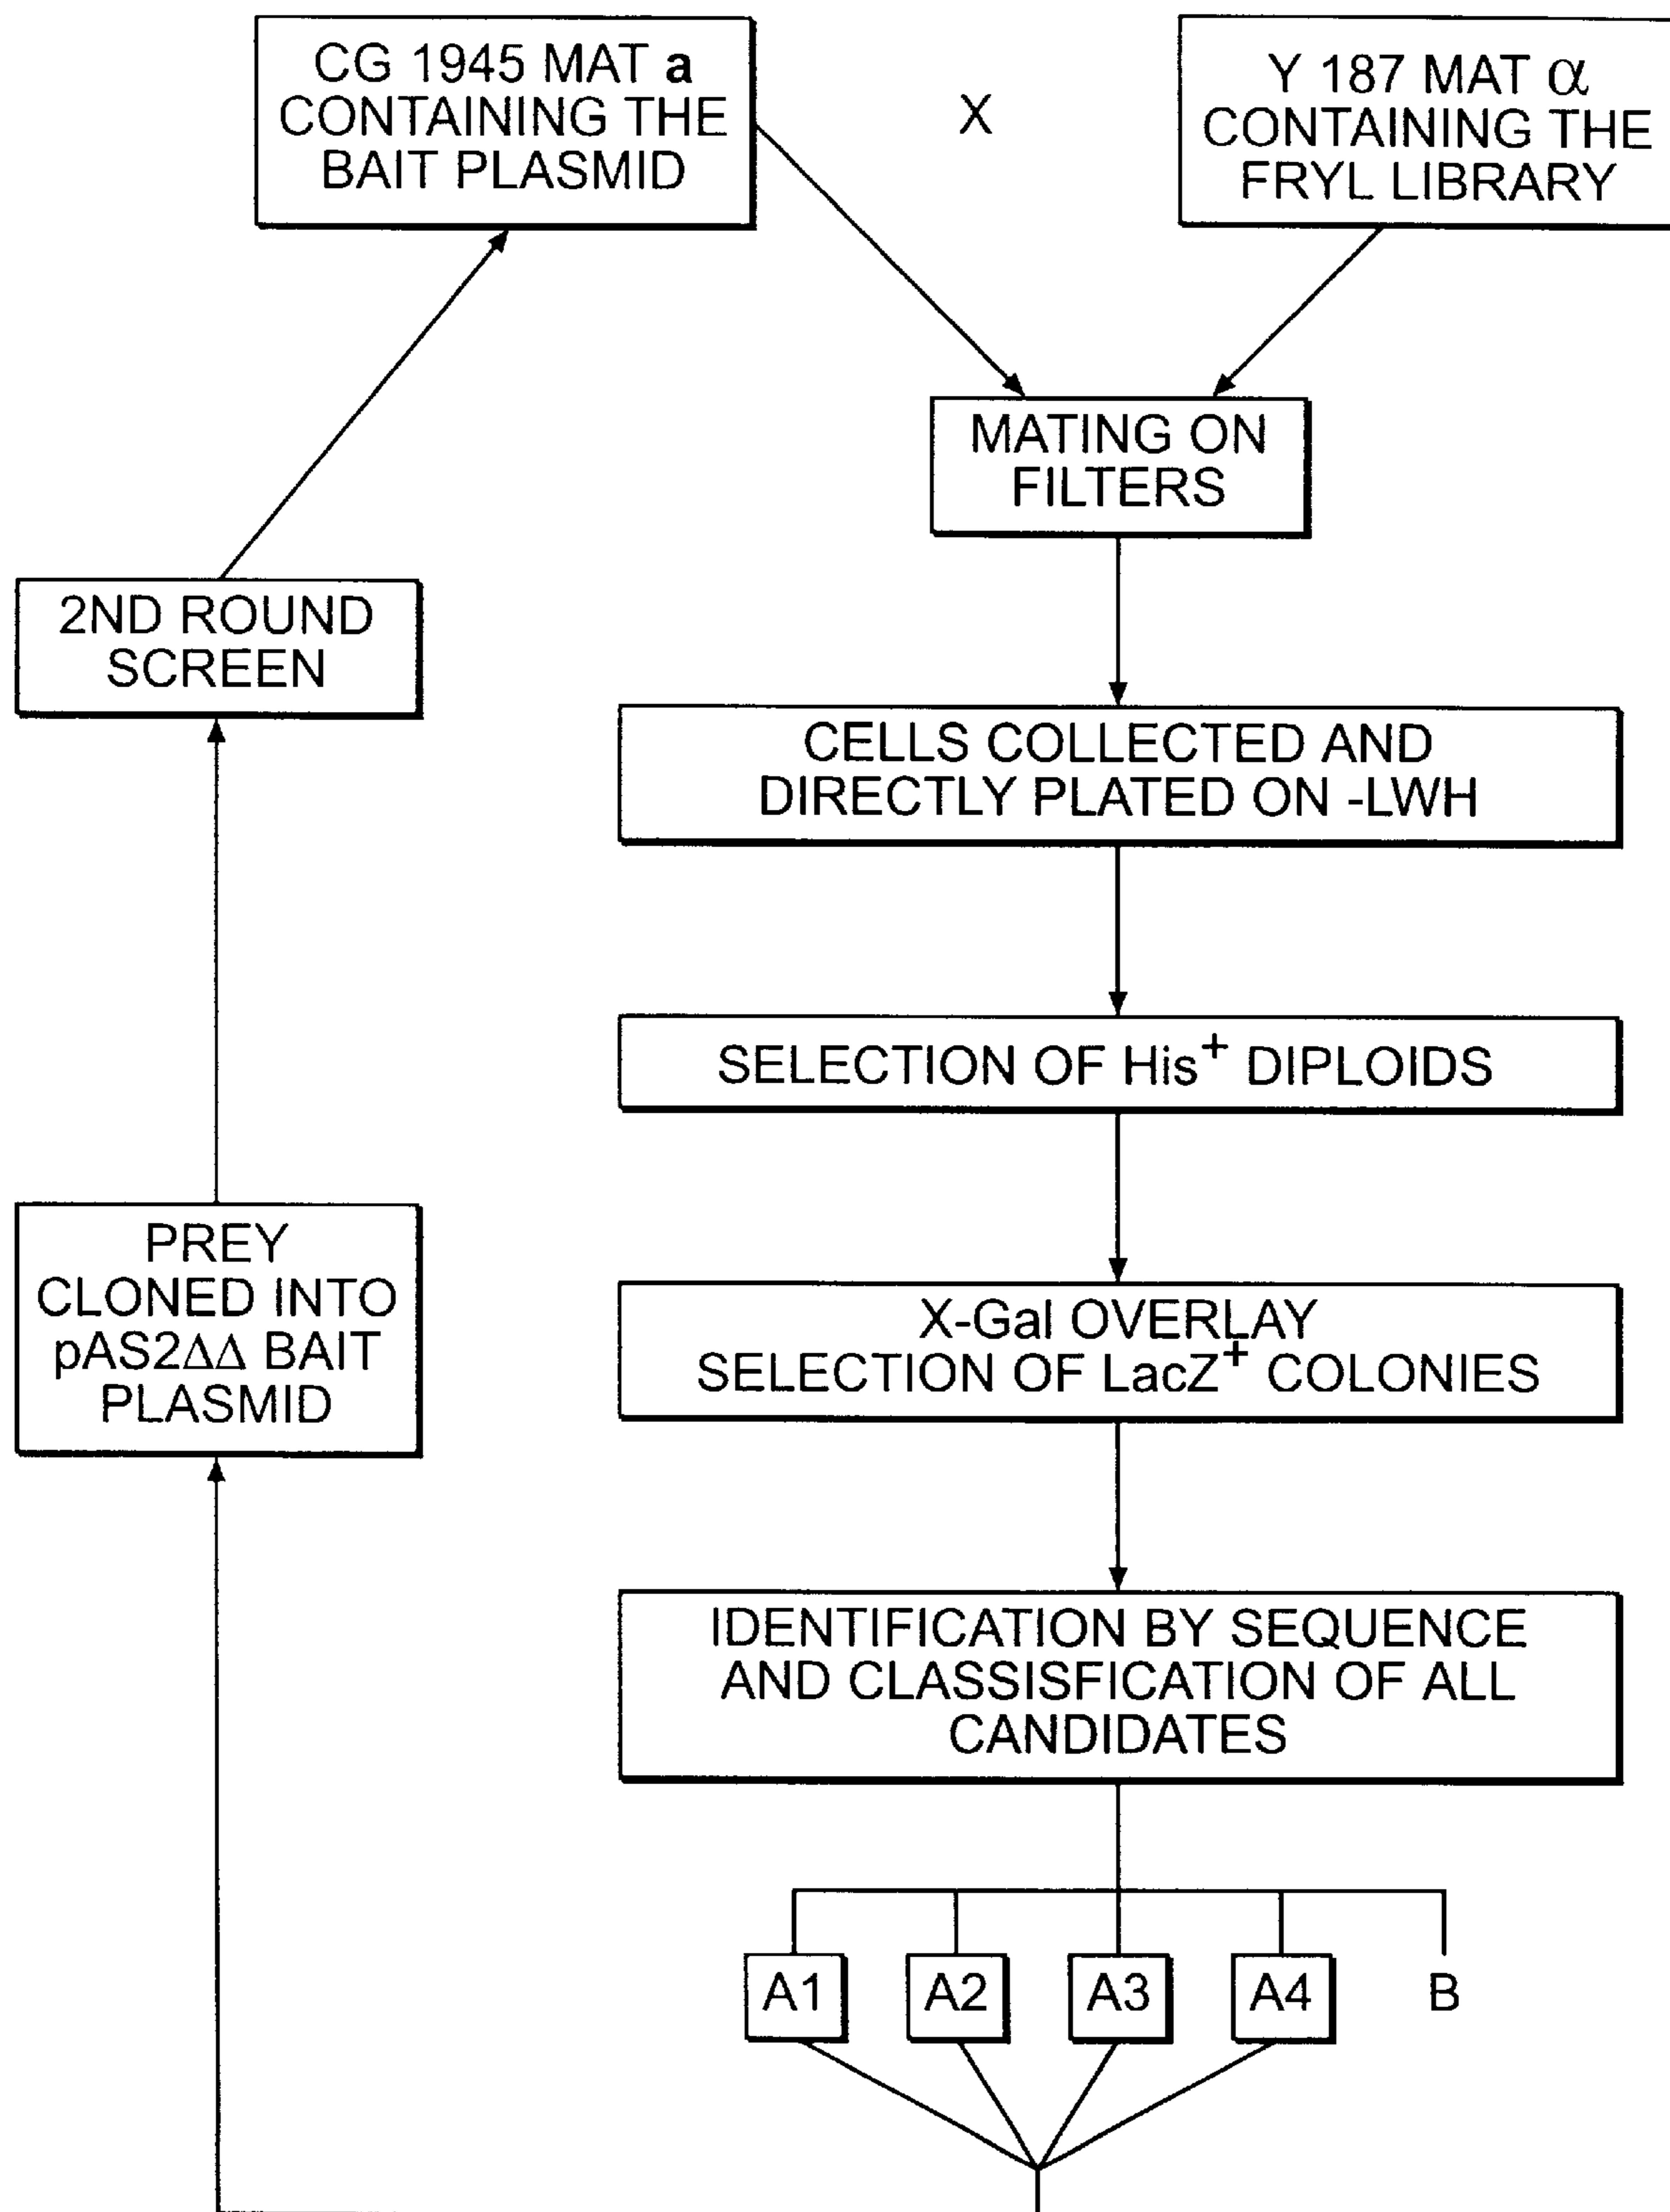 CG 1945 MAT a
CONTAINING THE
BAIT PLASMID
X
Y 187 MAT α
CONTAINING THE
FRYL LIBRARY
MATING ON
FILTERS
2ND ROUND
SCREEN
CELLS COLLECTED AND
DIRECTLY PLATED ON -LWH
SELECTION OF His+ DIPLOIDS
PREY
CLONED INTO
pAS2ΔΔ BAIT
PLASMID
X-Gal OVERLAY
SELECTION OF LacZ+ COLONIES
IDENTIFICATION BY SEQUENCE
AND CLASSISFICATION OF ALL
CANDIDATES
A1
A2
A3
A4
B